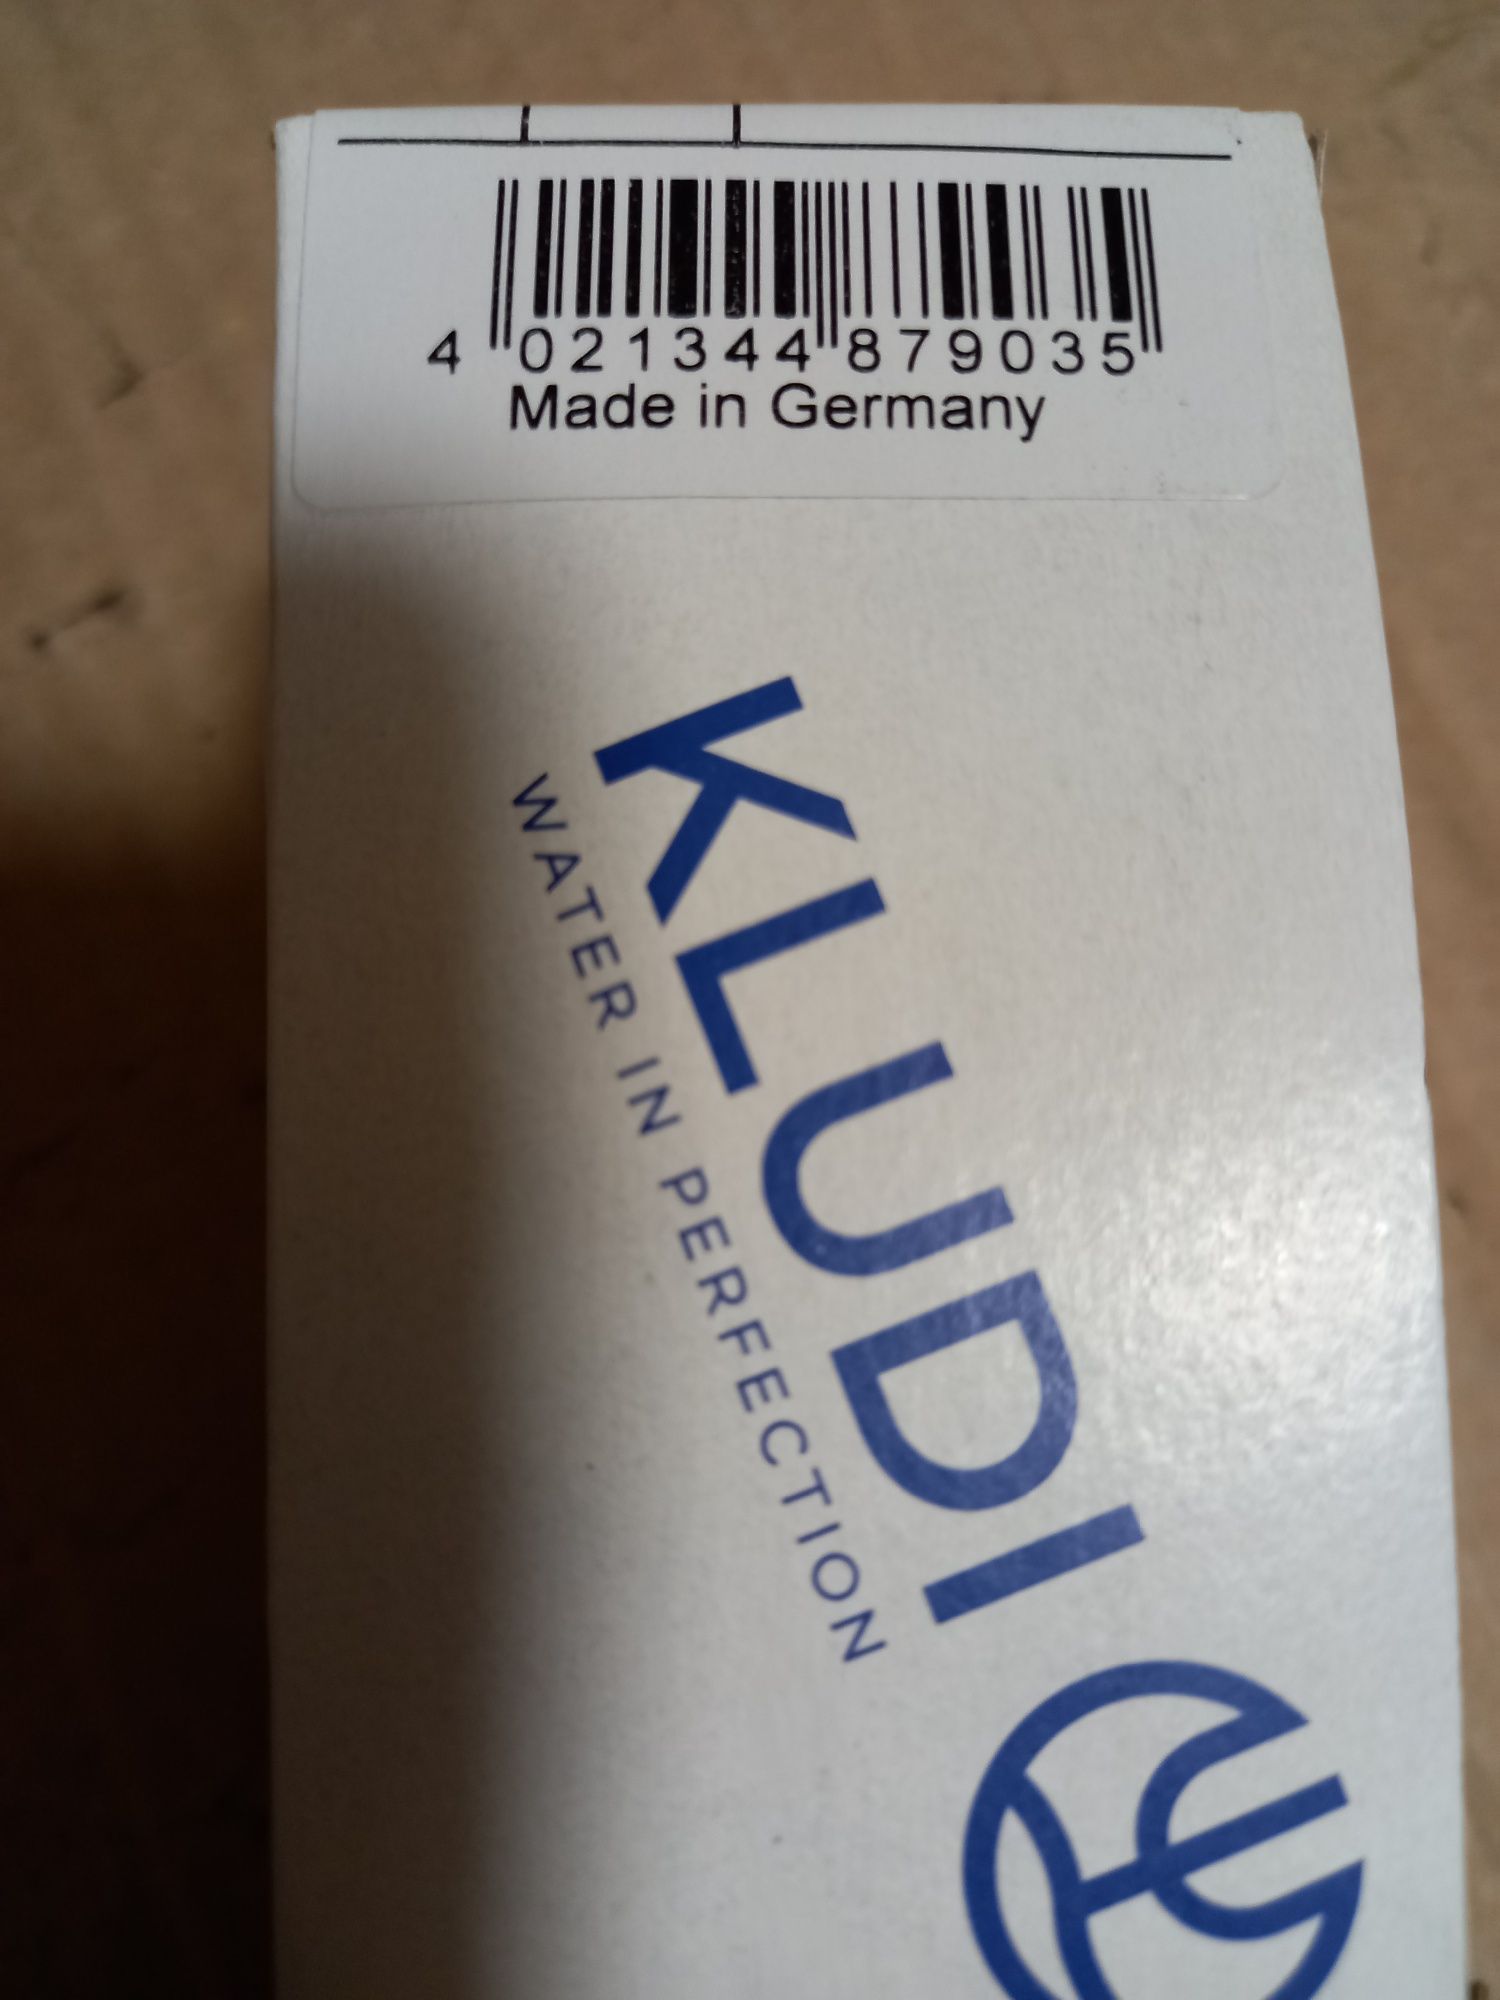 4 021344 879035
Made in Germany
KLUDI
WATER IN PERFECTION